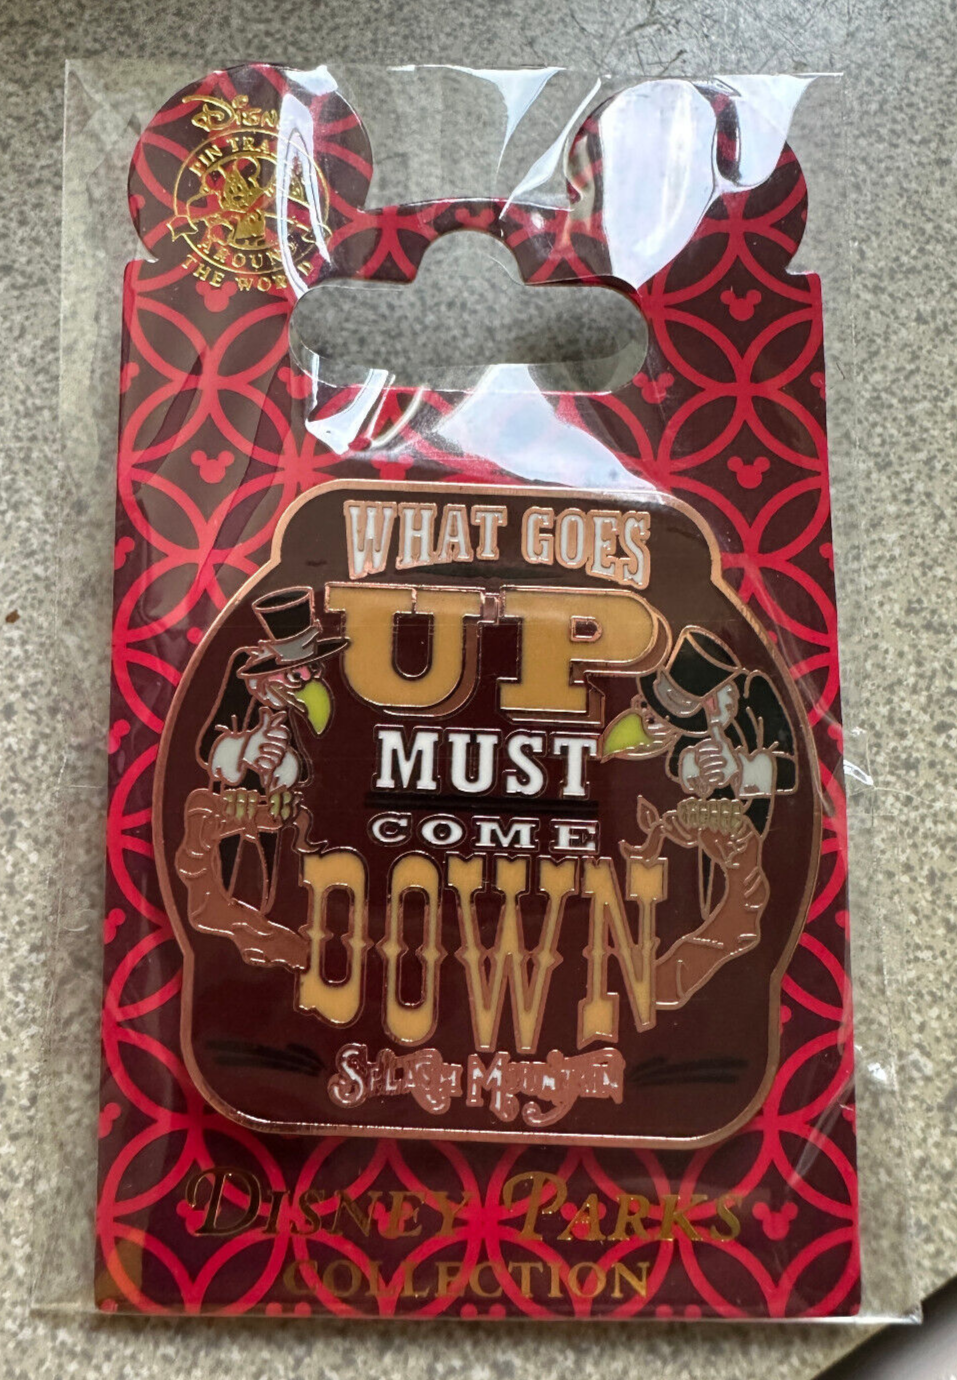 Disney
PIN TRADING
AROUND
THE WORLD
WHAT GOES
UP
MUST
COME
DOWN
SPLASH MOUNTAIN
DISNEY PARKS
COLLECTION